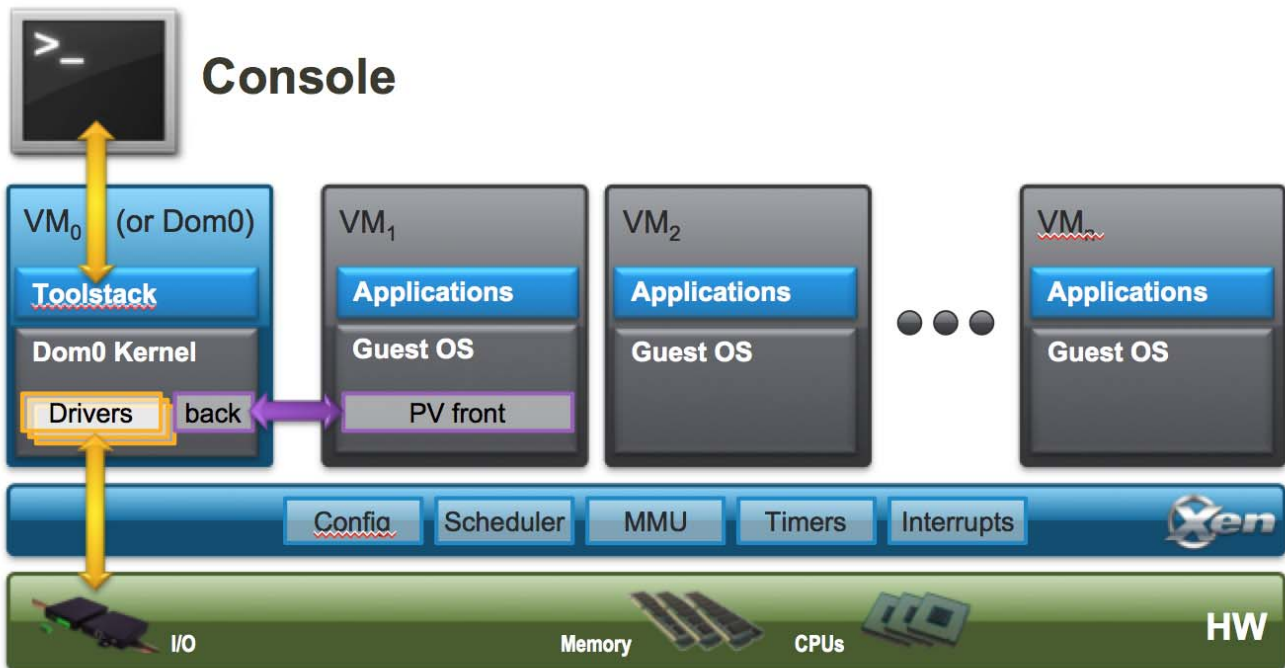 >_
Console
VM₀ (or Dom0)
Toolstack
Dom0 Kernel
Drivers
back
VM₁
Applications
Guest OS
PV front
VM₂
Applications
Guest OS
VMₙ
Applications
Guest OS
Config
Scheduler
MMU
Timers
Interrupts
Xen
I/O
Memory
CPUs
HW